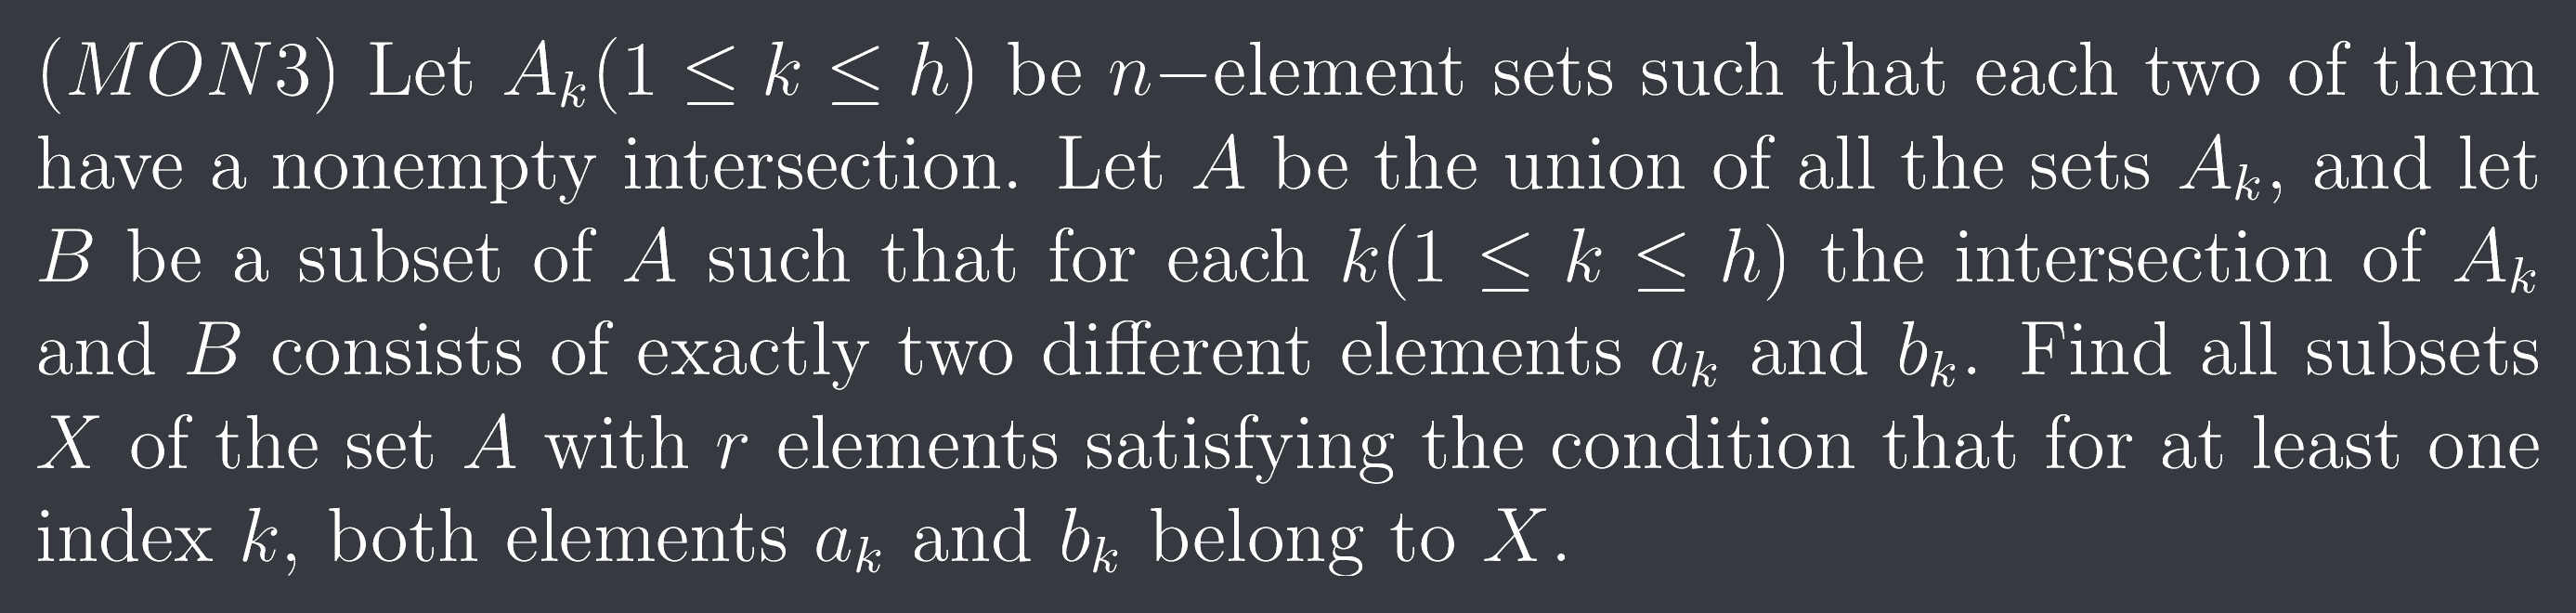 (MON3) Let A_k(1 ≤ k ≤ h) be n−element sets such that each two of them
have a nonempty intersection. Let A be the union of all the sets A_k, and let
B be a subset of A such that for each k(1 ≤ k ≤ h) the intersection of A_k
and B consists of exactly two different elements a_k and b_k. Find all subsets
X of the set A with r elements satisfying the condition that for at least one
index k, both elements a_k and b_k belong to X.